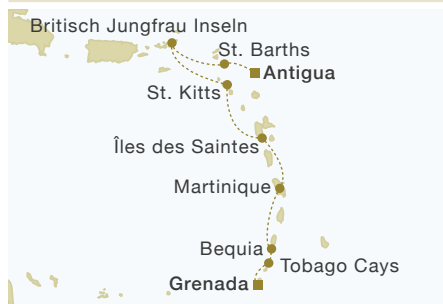 Britisch Jungfrau Inseln
St. Barths
Antigua
St. Kitts
Îles des Saintes
Martinique
Bequia
Tobago Cays
Grenada